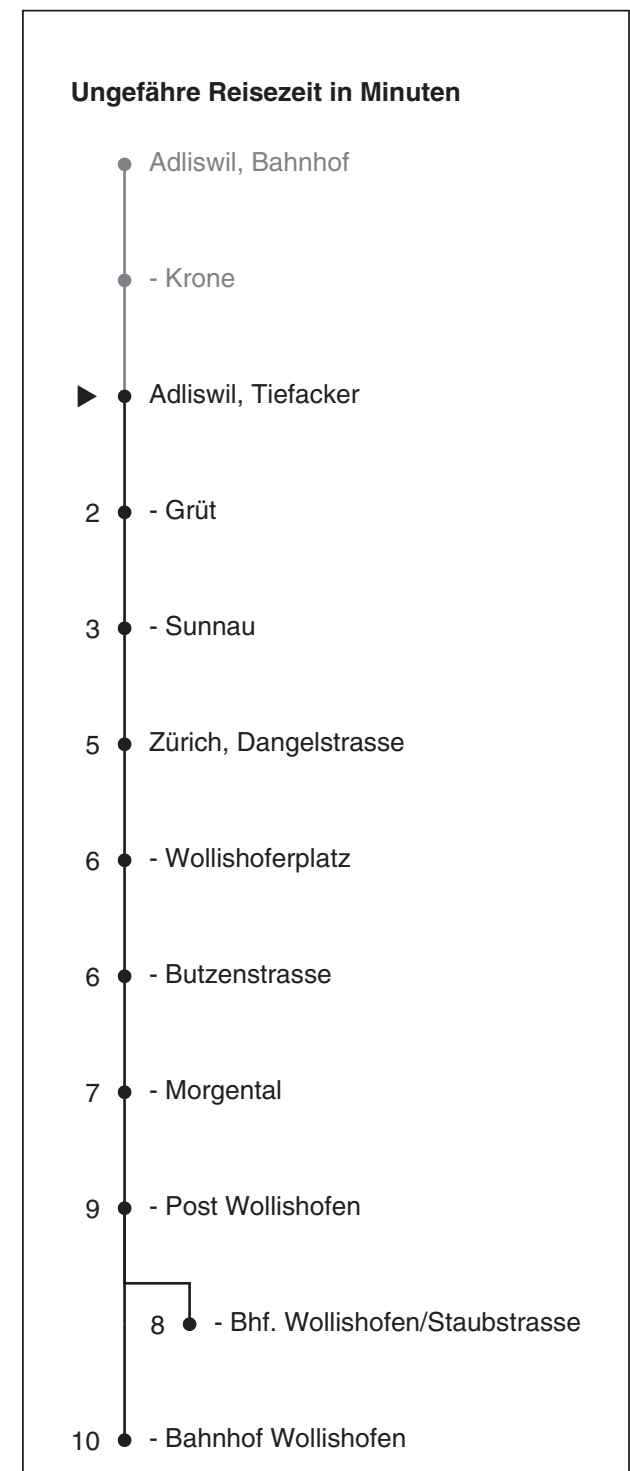 Ungefähre Reisezeit in Minuten
Adliswil, Bahnhof
- Krone
Adliswil, Tiefacker
2 - Grüt
3 - Sunnau
5 Zürich, Dangelstrasse
6 - Wollishoferplatz
6 - Butzenstrasse
7 - Morgental
9 - Post Wollishofen
8 - Bhf. Wollishofen/Staubstrasse
10 - Bahnhof Wollishofen